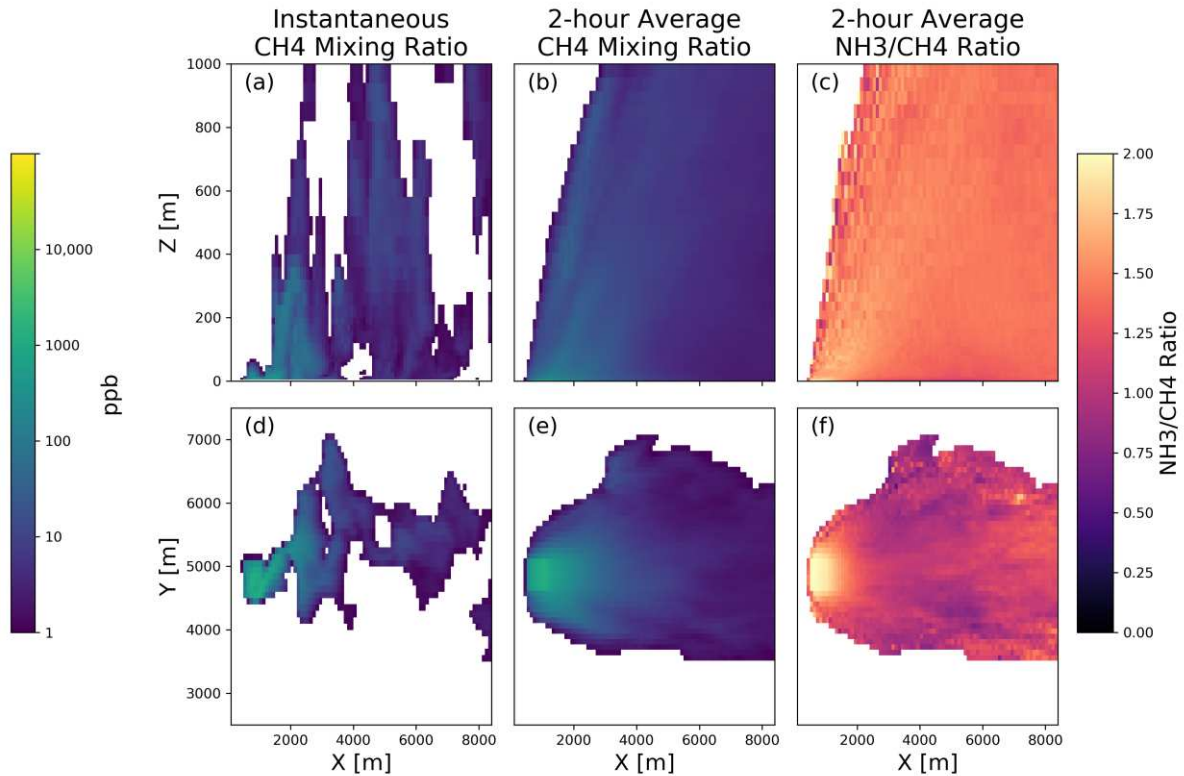 Instantaneous
CH4 Mixing Ratio
2-hour Average
CH4 Mixing Ratio
2-hour Average
NH3/CH4 Ratio
(a)
(b)
(c)
1000
800
600
400
200
0
Z [m]
10,000
1000
100
10
1
ppb
2.00
1.75
1.50
1.25
1.00
0.75
0.50
0.25
0.00
NH3/CH4 Ratio
(d)
(e)
(f)
7000
6000
5000
4000
3000
Y [m]
2000 4000 6000 8000
2000 4000 6000 8000
2000 4000 6000 8000
X [m]
X [m]
X [m]